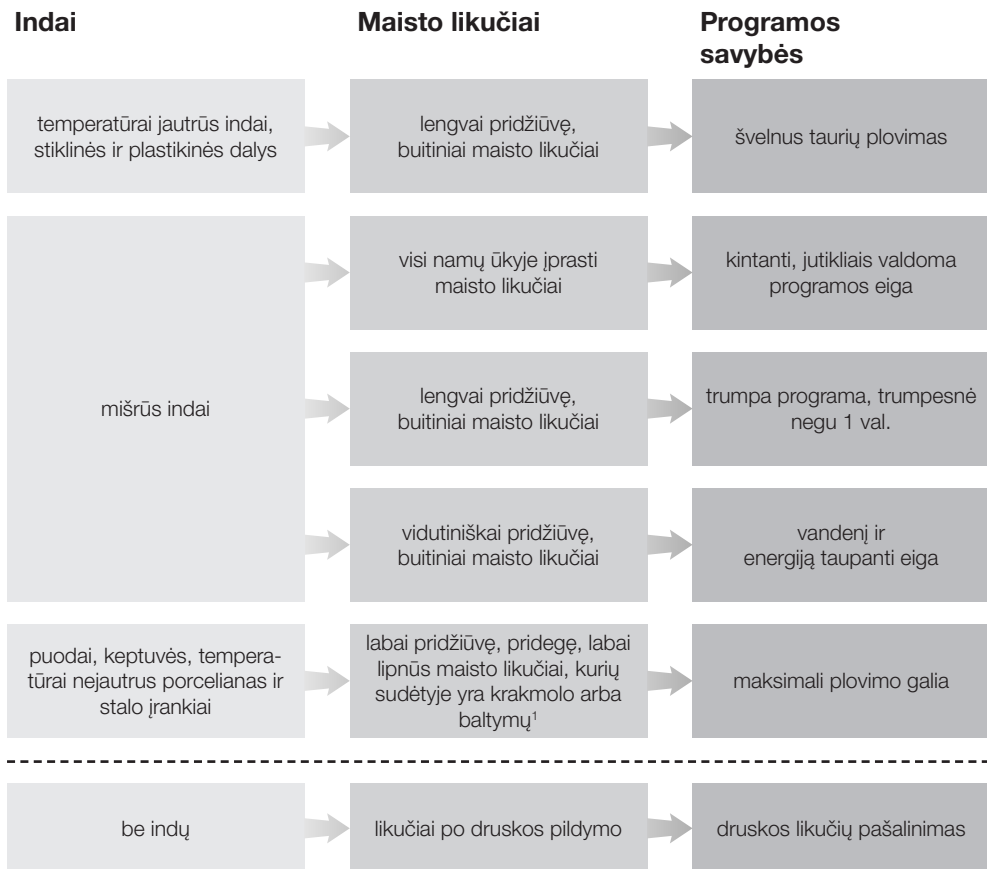 Indai
Maisto likučiai
Programos
savybės
temperatūrai jautrūs indai,
stiklinės ir plastikinės dalys
lengvai pridžiūvę,
buitiniai maisto likučiai
švelnus taurių plovimas
mišrūs indai
visi namų ūkyje įprasti
maisto likučiai
kintanti, jutikliais valdoma
programos eiga
lengvai pridžiūvę,
buitiniai maisto likučiai
trumpa programa, trumpesnė
negu 1 val.
vidutiniškai pridžiūvę,
buitiniai maisto likučiai
vandenį ir
energiją taupanti eiga
puodai, keptuvės, tempera-
tūrai nejautrus porcelianas ir
stalo įrankiai
labai pridžiūvę, pridegę, labai
lipnūs maisto likučiai, kurių
sudėtyje yra krakmolo arba
baltymų¹
maksimali plovimo galia
be indų
likučiai po druskos pildymo
druskos likučių pašalinimas